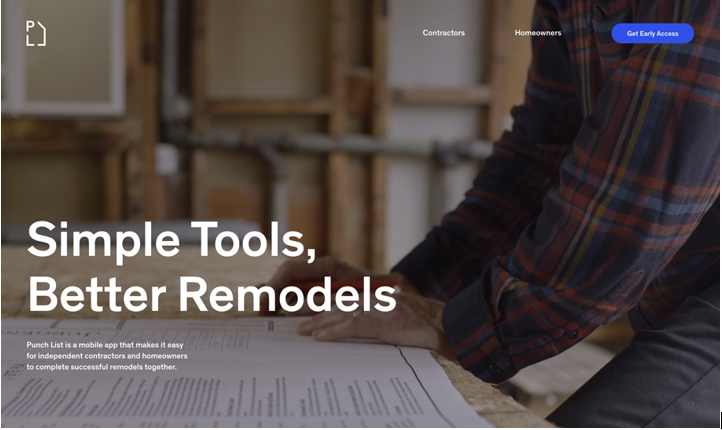 PL
Contractors
Homeowners
Get Early Access
Simple Tools,
Better Remodels
Punch List is a mobile app that makes it easy
for independent contractors and homeowners
to complete successful remodels together.